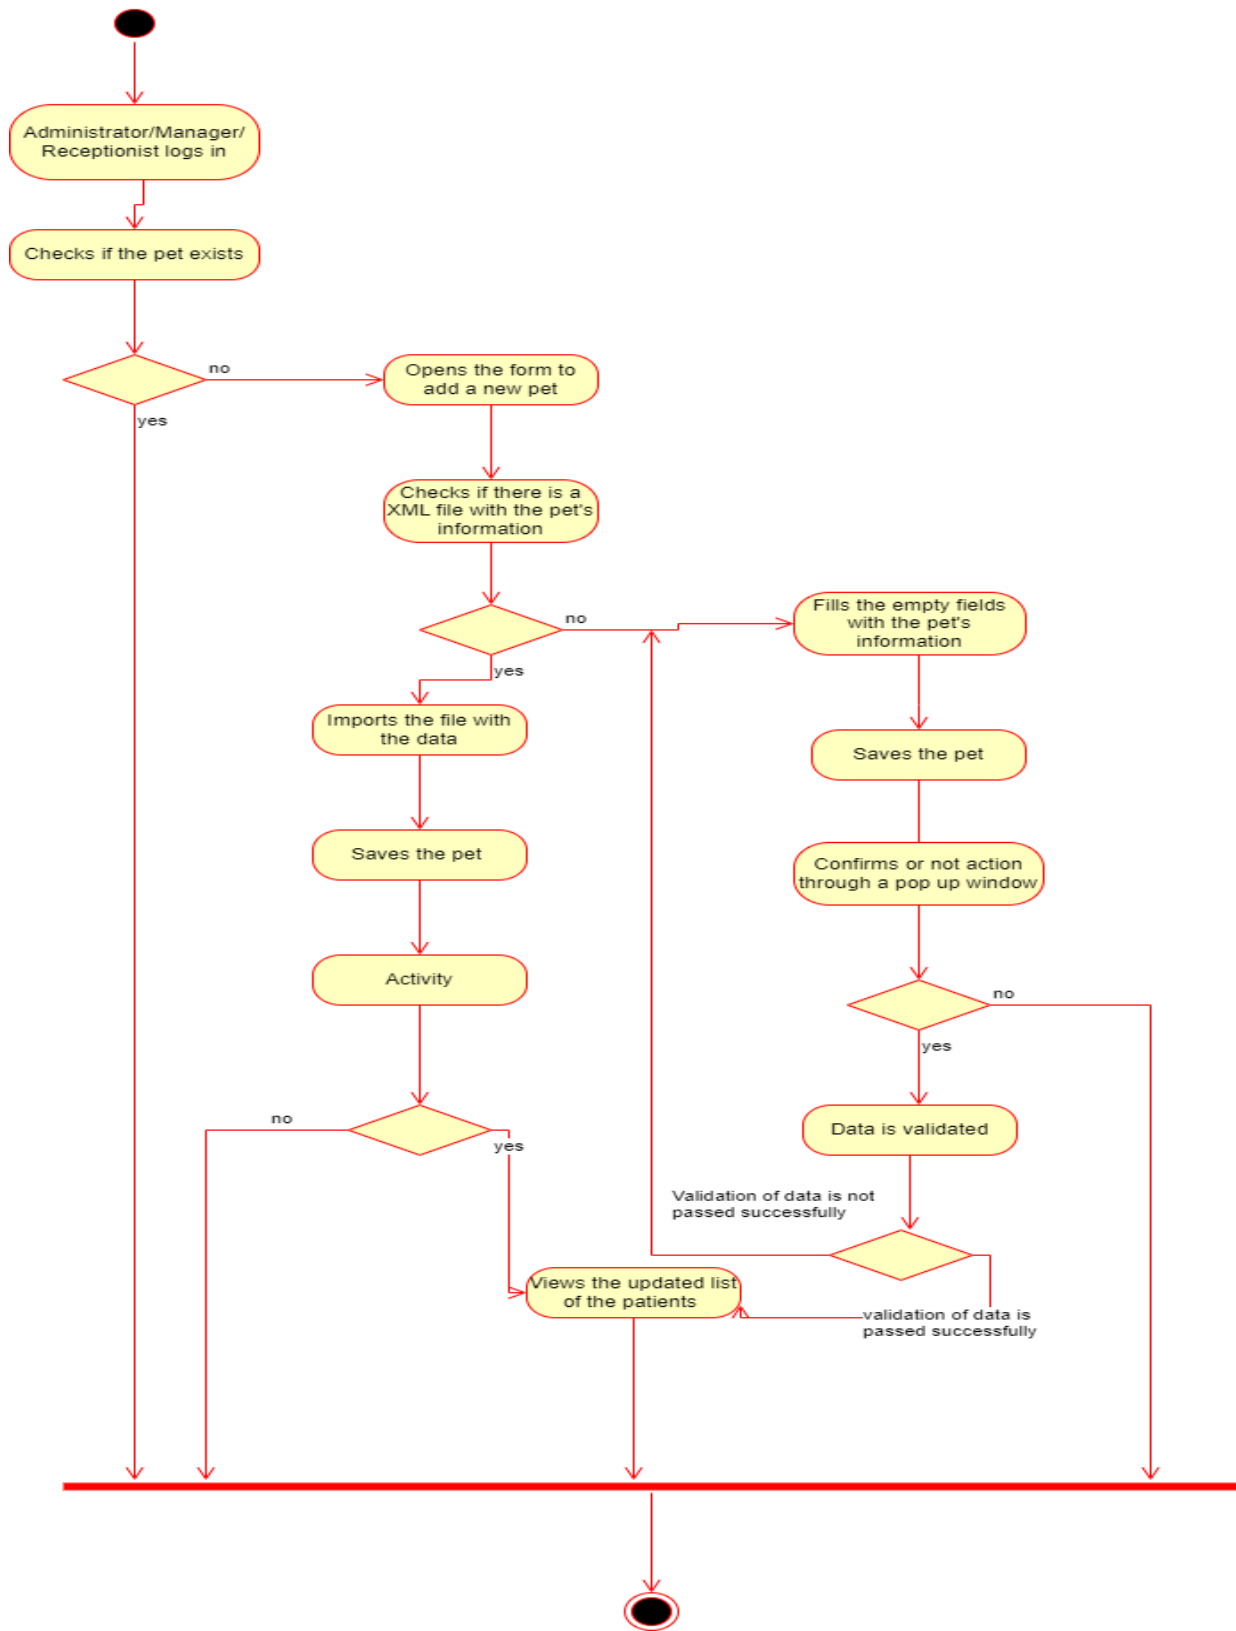 Administrator/Manager/
Receptionist logs in
Checks if the pet exists
no
yes
Opens the form to
add a new pet
Checks if there is a
XML file with the pet's
information
no
yes
Fills the empty fields
with the pet's
information
Imports the file with
the data
Saves the pet
Saves the pet
Confirms or not action
through a pop up window
Activity
no
yes
no
yes
Data is validated
Validation of data is not
passed successfully
Views the updated list
of the patients
validation of data is
passed successfully